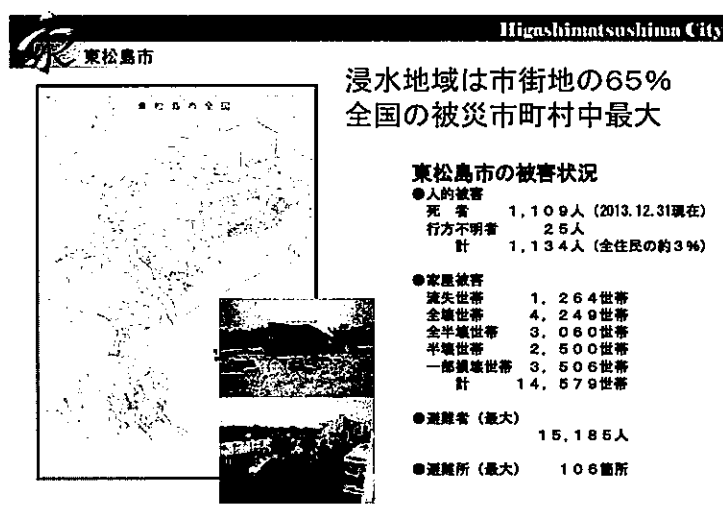 Higashimatsushima City
東松島市
浸水地域は市街地の65%
全国の被災市町村中最大
東松島市全図
東松島市の被害状況
●人的被害
死 者 1,109人 (2013.12.31現在)
行方不明者 25人
計 1,134人 (全住民の約3%)
●家屋被害
流失世帯 1, 264世帯
全壊世帯 4, 249世帯
全半壊世帯 3, 060世帯
半壊世帯 2, 500世帯
一部損壊世帯 3, 506世帯
計 14, 579世帯
●避難者 (最大)
15,185人
●避難所 (最大) 106箇所